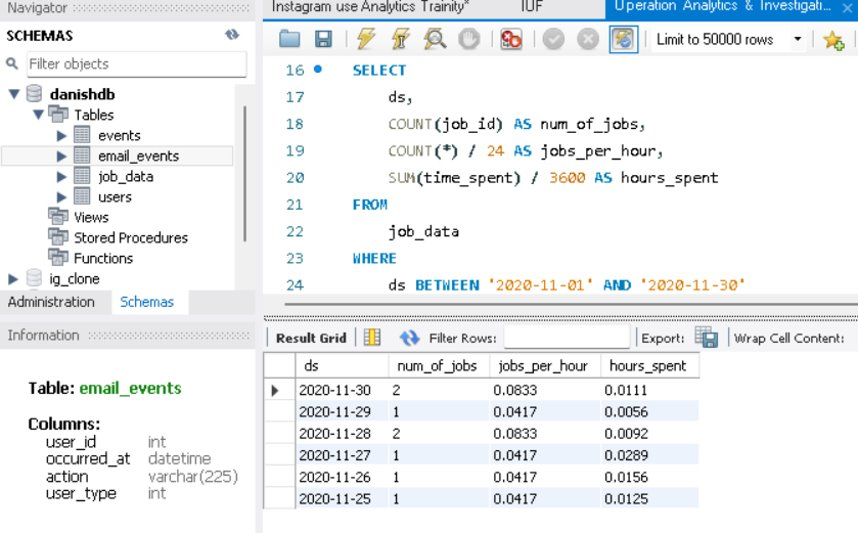 Navigator
SCHEMAS
Filter objects
danishdb
Tables
events
email_events
job_data
users
Views
Stored Procedures
Functions
ig_clone
Administration Schemas
Information
Table: email_events
Columns:
user_id int
occurred_at datetime
action varchar(225)
user_type int
Instagram use Analytics Trainity* IUF Operation Analytics & Investigati...
Limit to 50000 rows
16 SELECT
17 ds,
18 COUNT(job_id) AS num_of_jobs,
19 COUNT(*) / 24 AS jobs_per_hour,
20 SUM(time_spent) / 3600 AS hours_spent
21 FROM
22 job_data
23 WHERE
24 ds BETWEEN '2020-11-01' AND '2020-11-30'
Result Grid Filter Rows: Export: Wrap Cell Content:
ds num_of_jobs jobs_per_hour hours_spent
2020-11-30 2 0.0833 0.0111
2020-11-29 1 0.0417 0.0056
2020-11-28 2 0.0833 0.0092
2020-11-27 1 0.0417 0.0289
2020-11-26 1 0.0417 0.0156
2020-11-25 1 0.0417 0.0125